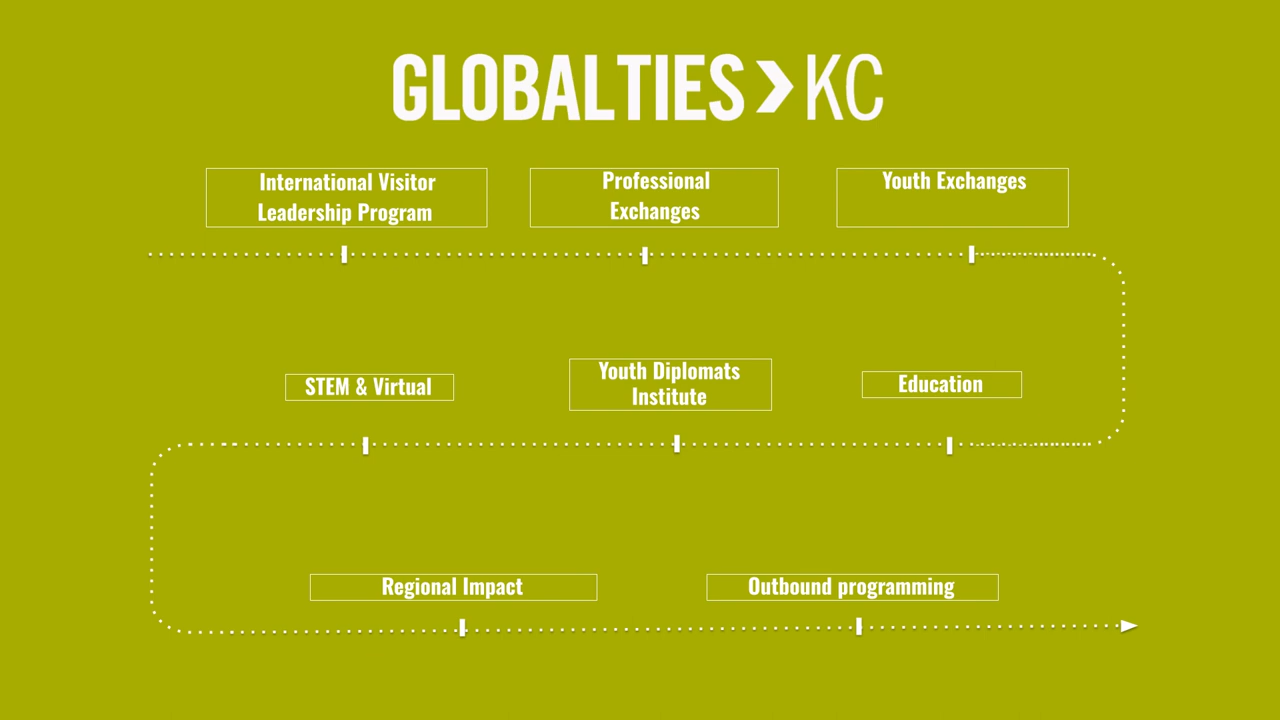 GLOBALTIES>KC
International Visitor
Leadership Program
Professional
Exchanges
Youth Exchanges
STEM & Virtual
Youth Diplomats
Institute
Education
Regional Impact
Outbound programming